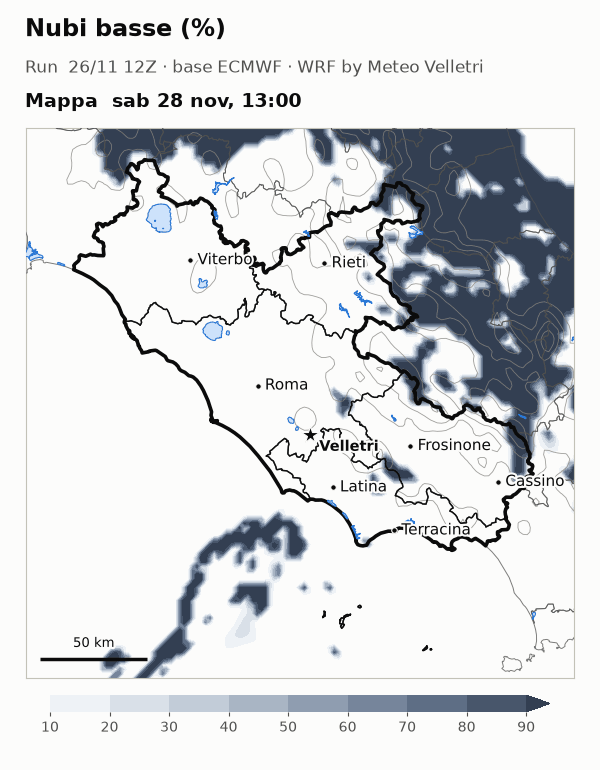 Nubi basse (%)
Run  26/11 12Z · base ECMWF · WRF by Meteo Velletri
Mappa  sab 28 nov, 13:00
Viterbo
Rieti
Roma
Velletri
Frosinone
Cassino
Latina
Terracina
50 km
10 20 30 40 50 60 70 80 90